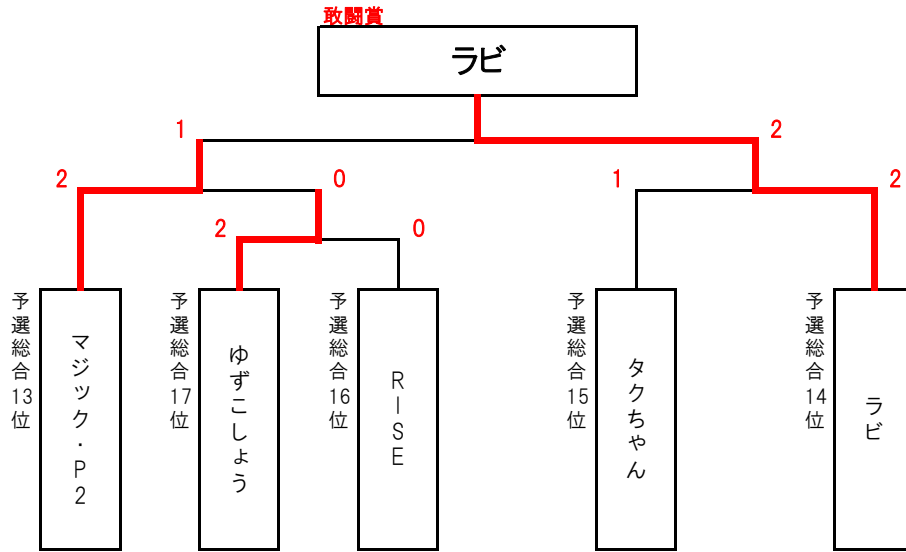 敢闘賞
ラビ
1
2
2
0
1
2
2
0
予選総合13位
マジック・P2
予選総合17位
ゆずこしょう
予選総合16位
RISE
予選総合15位
タクちゃん
予選総合14位
ラビ